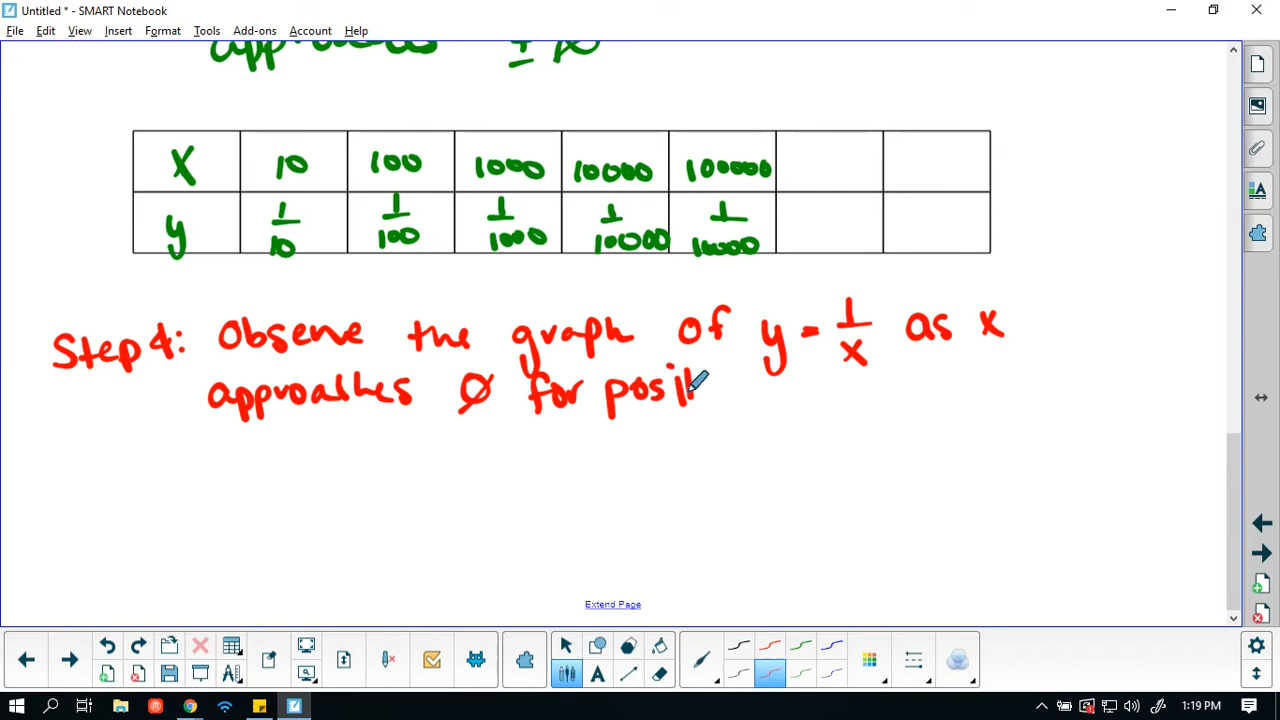 Untitled * - SMART Notebook
File Edit View Insert Format Tools Add-ons Account Help
x 10 100 1000 10000 100000
y 1/10 1/100 1/1000 1/10000 1/10000
Step 4: Observe the graph of y = 1/x as x
approaches 0 for posit
Extend Page
1:19 PM